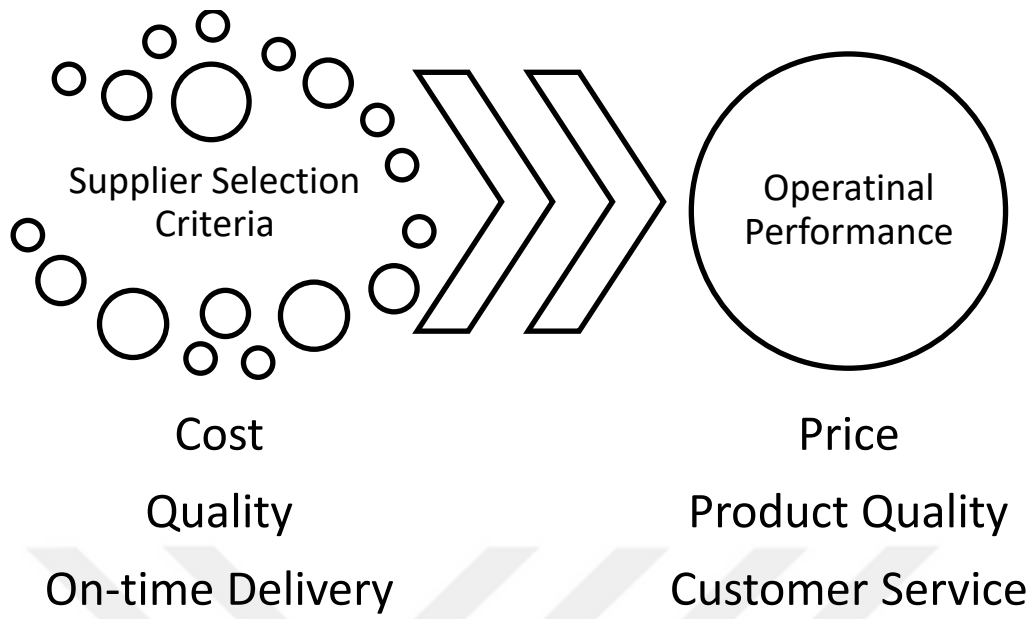 Supplier Selection
Criteria
Operatinal
Performance
Cost
Price
Quality
Product Quality
On-time Delivery
Customer Service